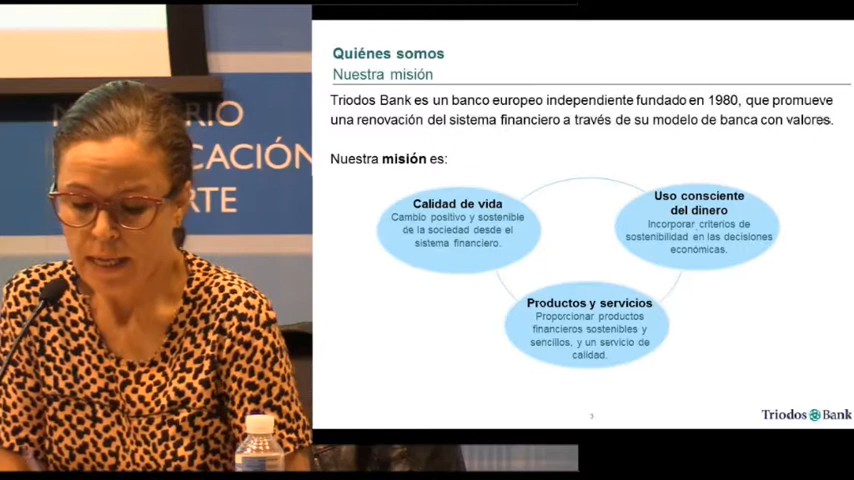 RIO
CACIÓN
RTE
Quiénes somos
Nuestra misión
Triodos Bank es un banco europeo independiente fundado en 1980, que promueve
una renovación del sistema financiero a través de su modelo de banca con valores.
Nuestra misión es:
Calidad de vida
Cambio positivo y sostenible
de la sociedad desde el
sistema financiero.
Uso consciente
del dinero
Incorporar criterios de
sostenibilidad en las decisiones
económicas.
Productos y servicios
Proporcionar productos
financieros sostenibles y
sencillos, y un servicio de
calidad.
3
Triodos Bank